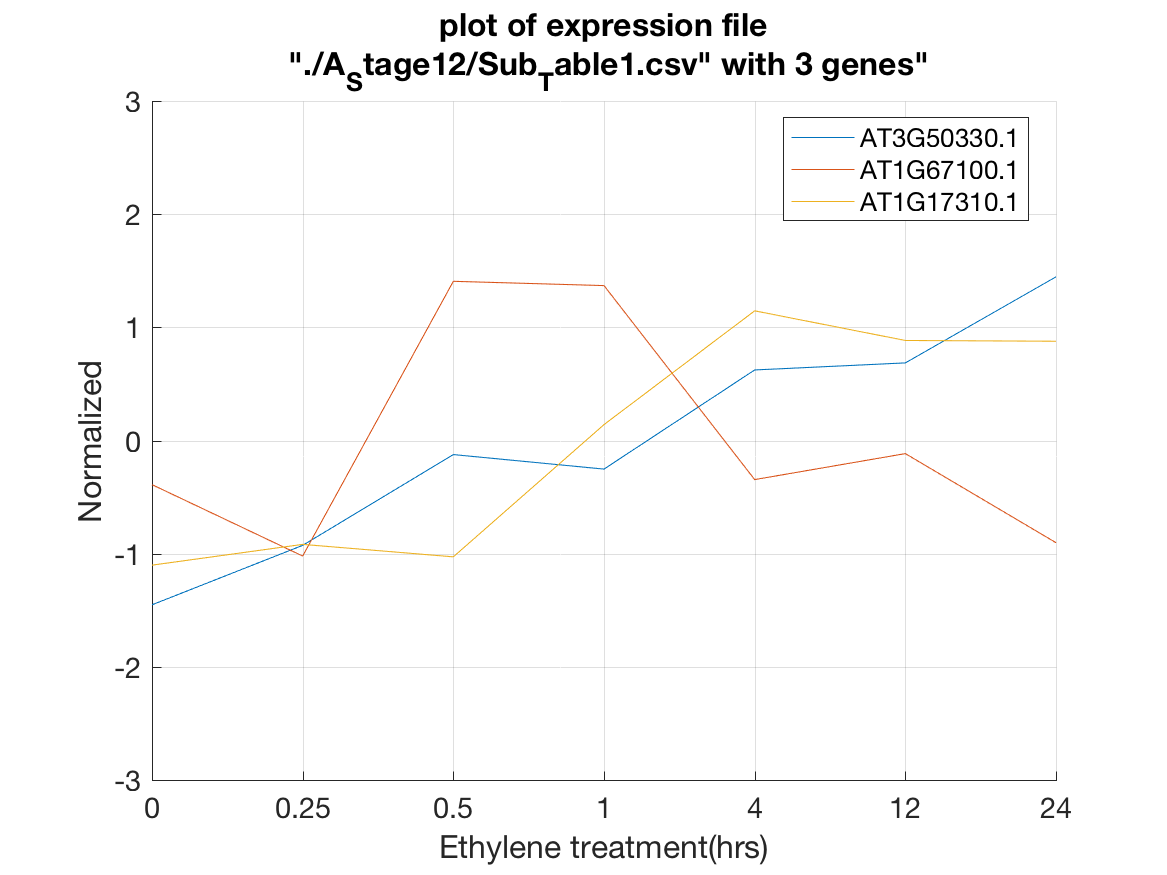 plot of expression file
"./A_Stage12/Sub_Table1.csv" with 3 genes"
3
2
1
0
-1
-2
-3
Normalized
AT3G50330.1
AT1G67100.1
AT1G17310.1
0 0.25 0.5 1 4 12 24
Ethylene treatment(hrs)